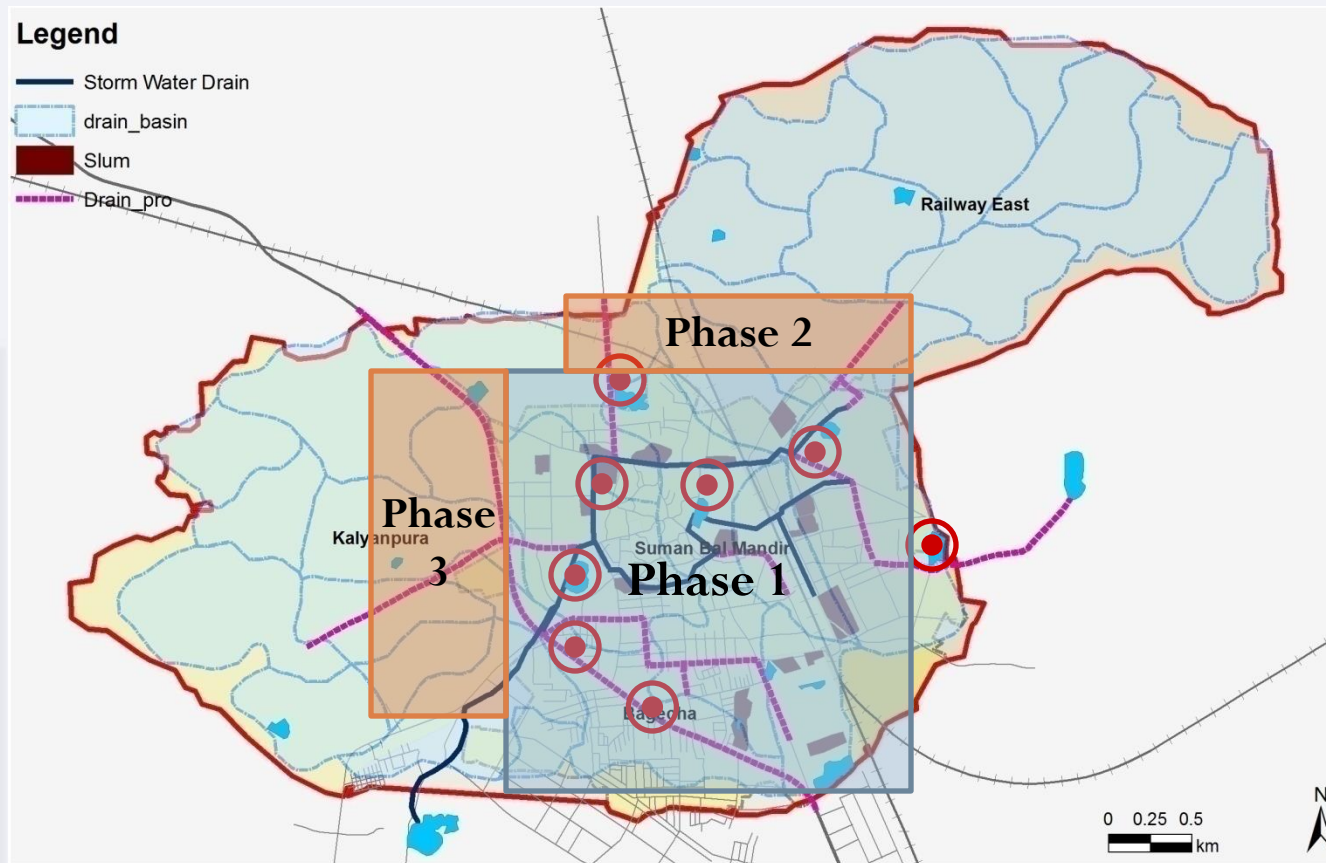 Legend
Storm Water Drain
drain_basin
Slum
Drain_pro
Railway East
Phase 2
Phase
3
Kalyanpura
Suman Bal Mandir
Phase 1
Bagecha
N
0 0.25 0.5
km